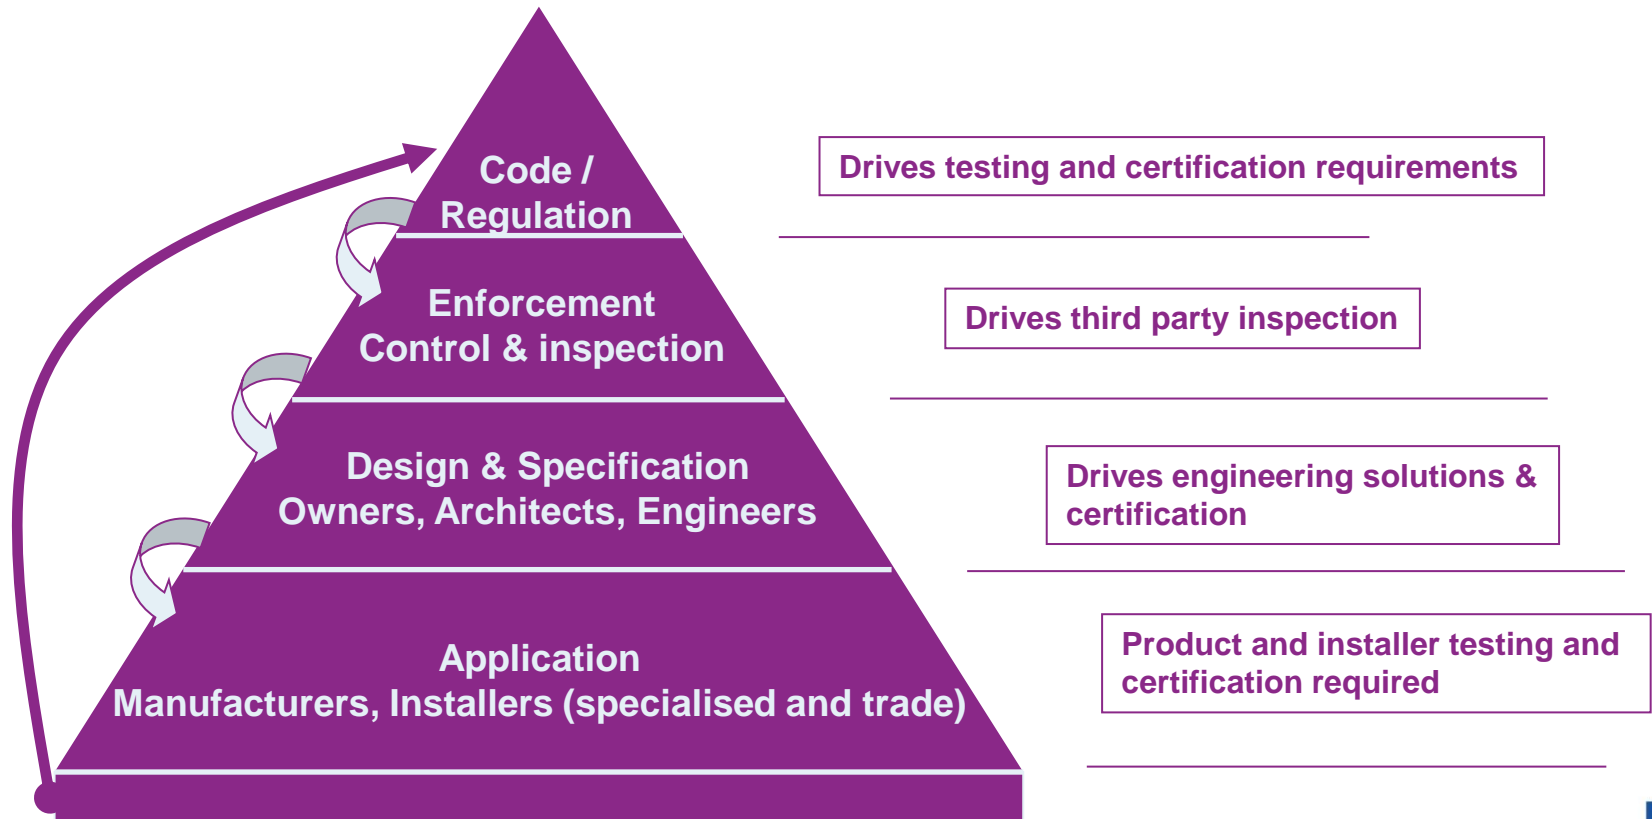 Code /
Regulation
Drives testing and certification requirements
Enforcement
Control & inspection
Drives third party inspection
Design & Specification
Owners, Architects, Engineers
Drives engineering solutions &
certification
Application
Manufacturers, Installers (specialised and trade)
Product and installer testing and
certification required